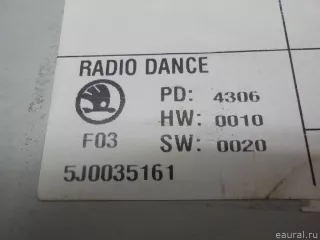 RADIO DANCE
PD: 4306
HW: 0010
F03 SW: 0020
5J0035161
eaural.ru